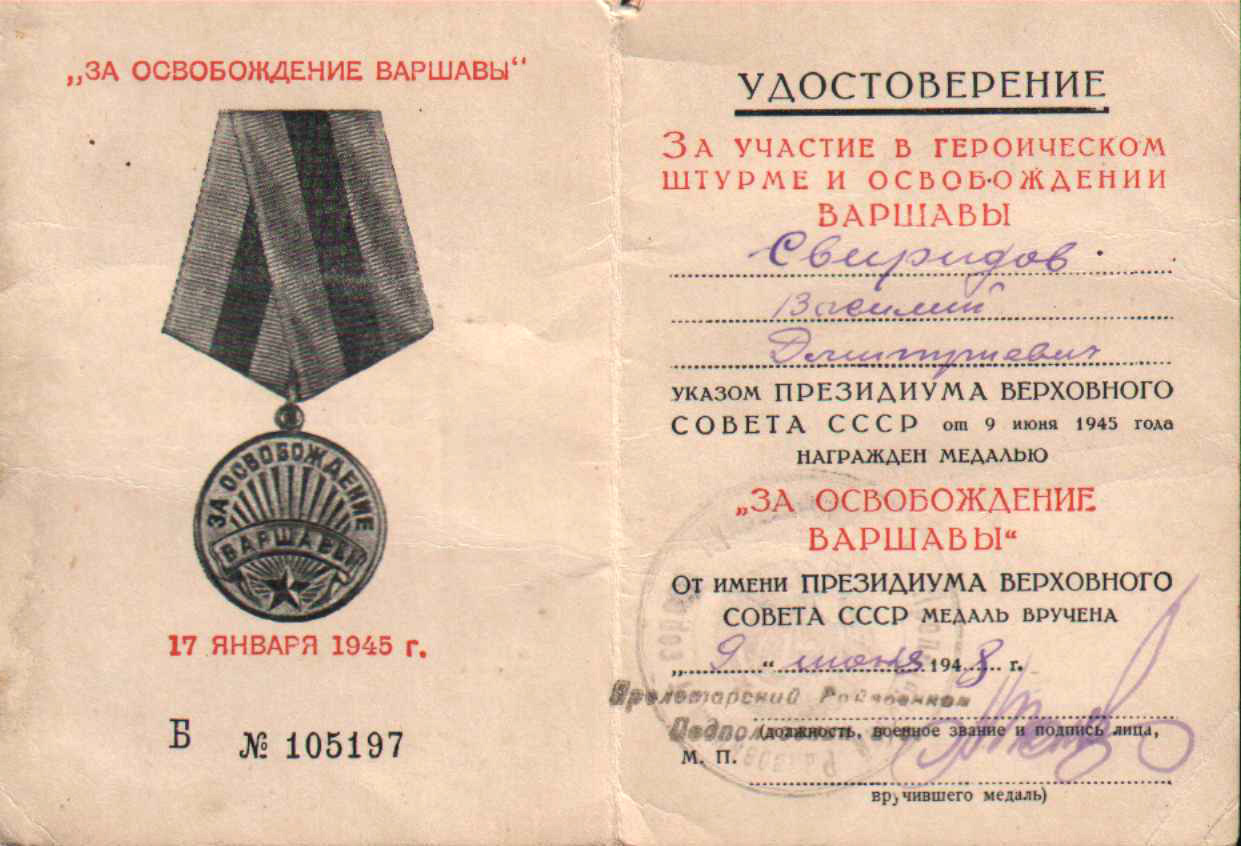 „ЗА ОСВОБОЖДЕНИЕ ВАРШАВЫ“
ЗА ОСВОБОЖДЕНИЕ
ВАРШАВЫ
17 ЯНВАРЯ 1945 г.
Б № 105197
УДОСТОВЕРЕНИЕ
ЗА УЧАСТИЕ В ГЕРОИЧЕСКОМ
ШТУРМЕ И ОСВОБОЖДЕНИИ
ВАРШАВЫ
Свиридов
Василий
Дмитриевич
УКАЗОМ ПРЕЗИДИУМА ВЕРХОВНОГО
СОВЕТА СССР от 9 июня 1945 года
НАГРАЖДЕН МЕДАЛЬЮ
„ЗА ОСВОБОЖДЕНИЕ
ВАРШАВЫ“
ОТ ИМЕНИ ПРЕЗИДИУМА ВЕРХОВНОГО
СОВЕТА СССР МЕДАЛЬ ВРУЧЕНА
„9“ июня 1948 г.
Пролетарский Райвоенком
(должность, военное звание и подпись лица,
М. П.
вручившего медаль)